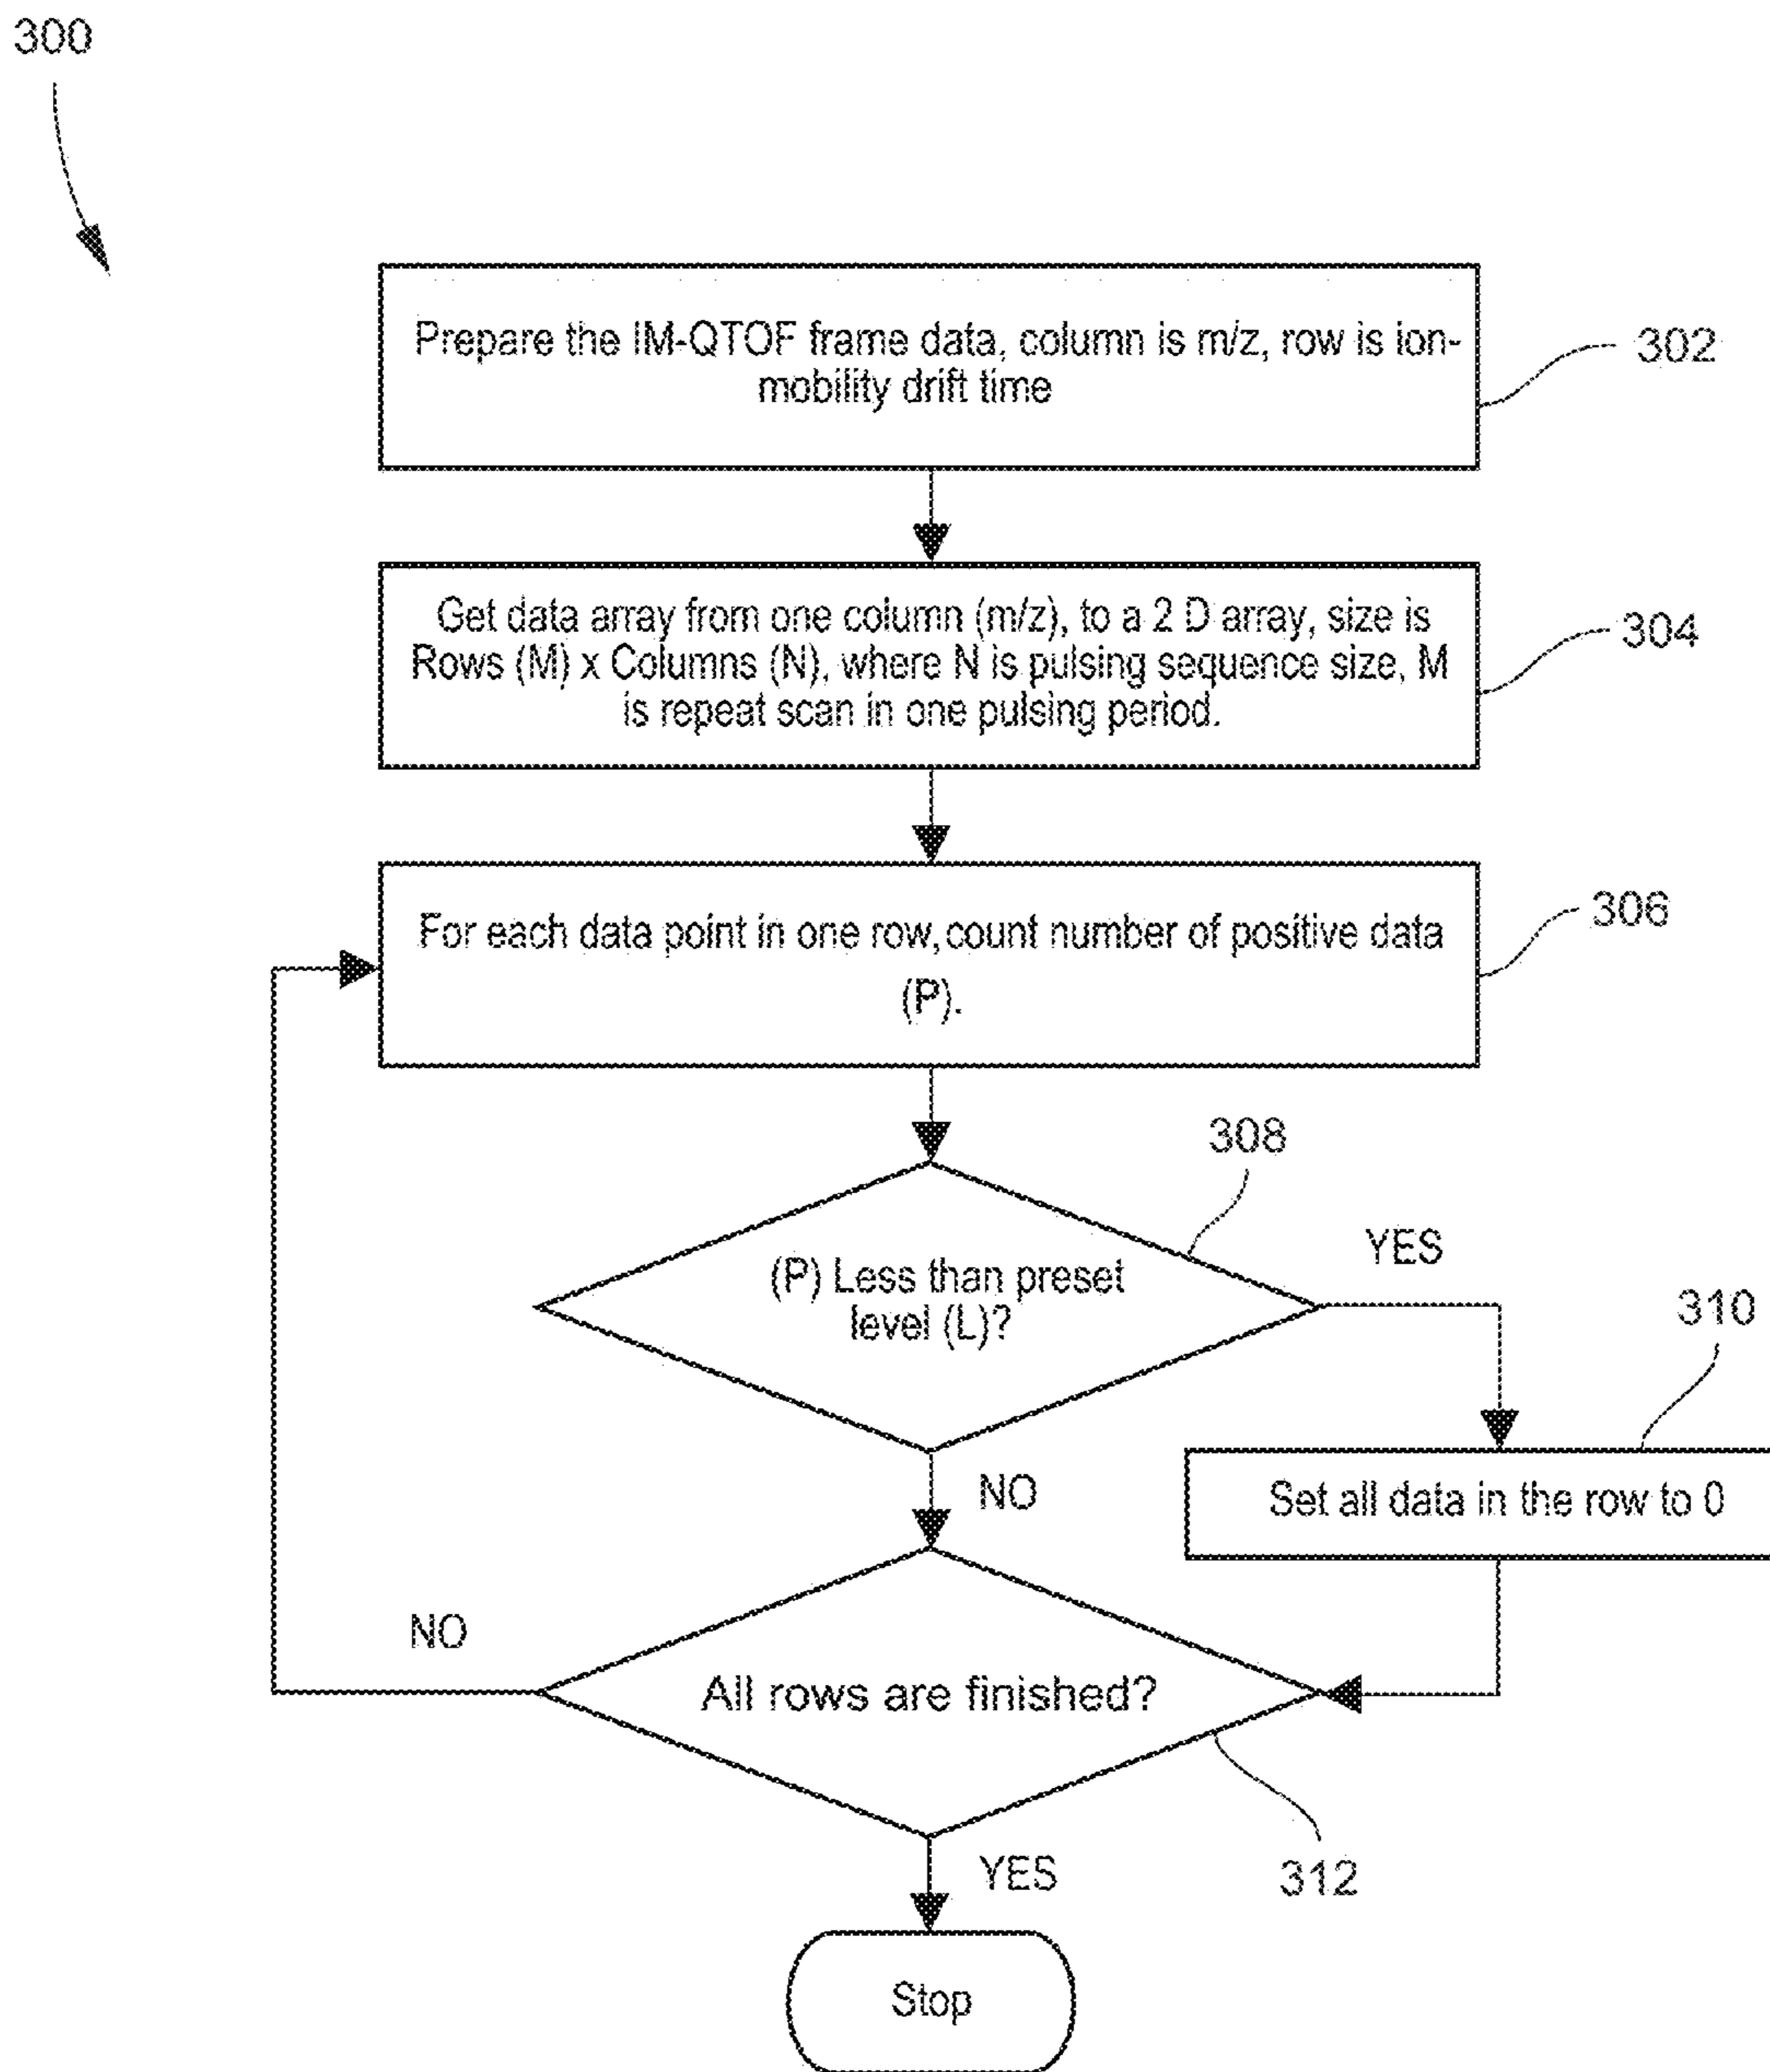 300
Prepare the IM-QTOF frame data, column is m/z, row is ion-
mobility drift time
302
Get data array from one column (m/z), to a 2 D array, size is
Rows (M) x Columns (N), where N is pulsing sequence size, M
is repeat scan in one pulsing period.
304
For each data point in one row, count number of positive data
(P).
306
308
(P) Less than preset
level (L)?
YES
310
NO
Set all data in the row to 0
NO
All rows are finished?
312
YES
Stop